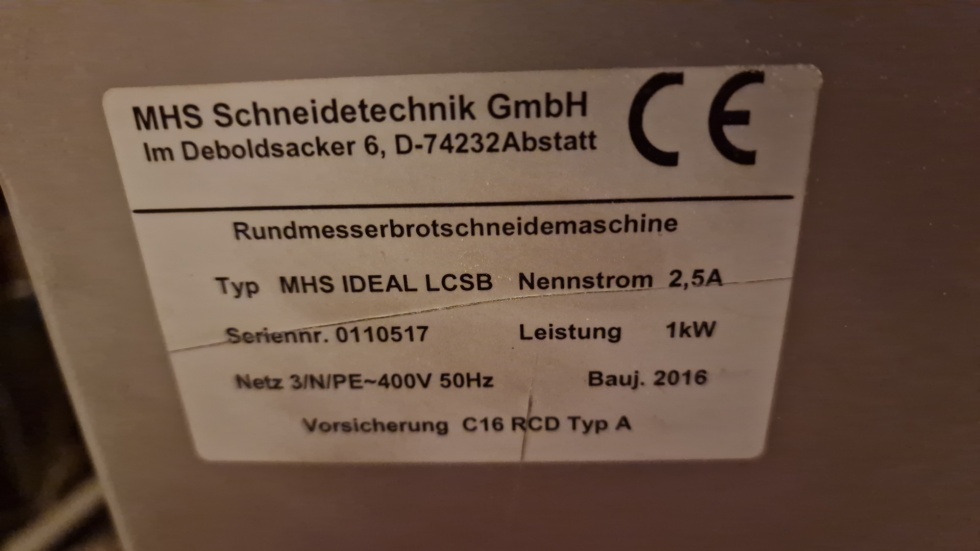 MHS Schneidetechnik GmbH CE
Im Deboldsacker 6, D-74232Abstatt
Rundmesserbrotschneidemaschine
Typ MHS IDEAL LCSB Nennstrom 2,5A
Seriennr. 0110517 Leistung 1kW
Netz 3/N/PE~400V 50Hz Bauj. 2016
Vorsicherung C16 RCD Typ A